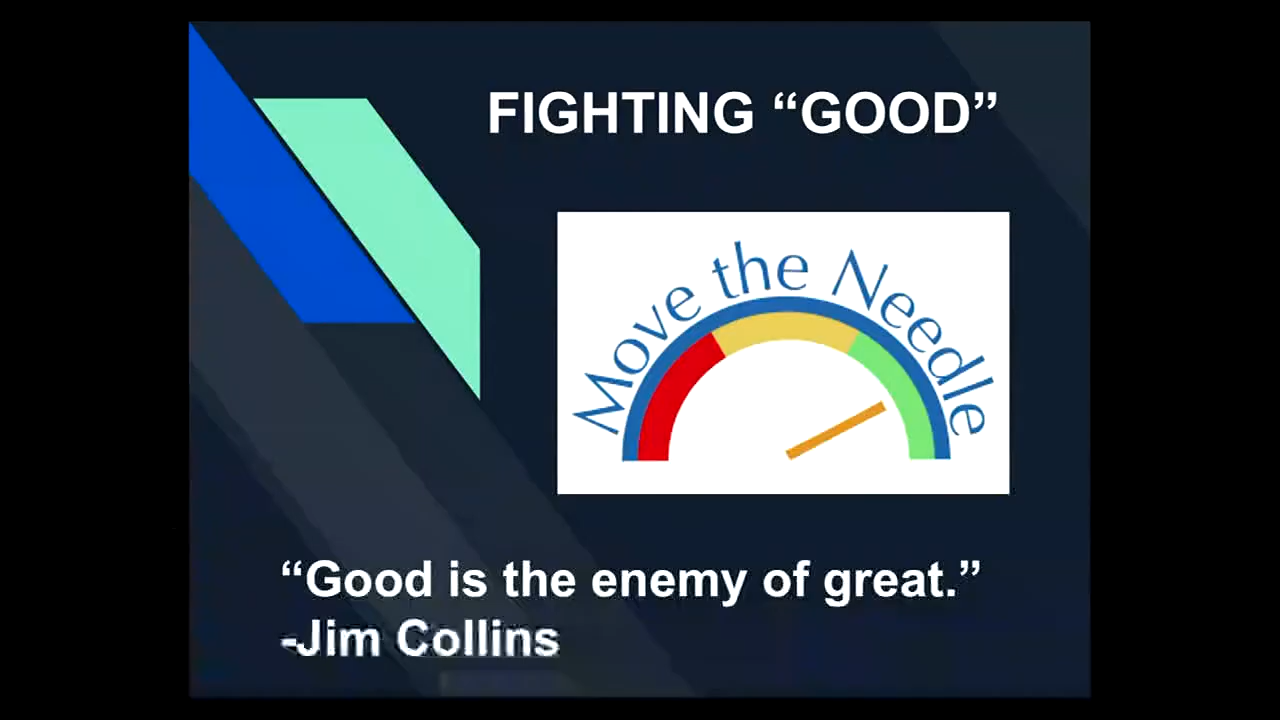 FIGHTING “GOOD”
Move the Needle
“Good is the enemy of great.”
-Jim Collins